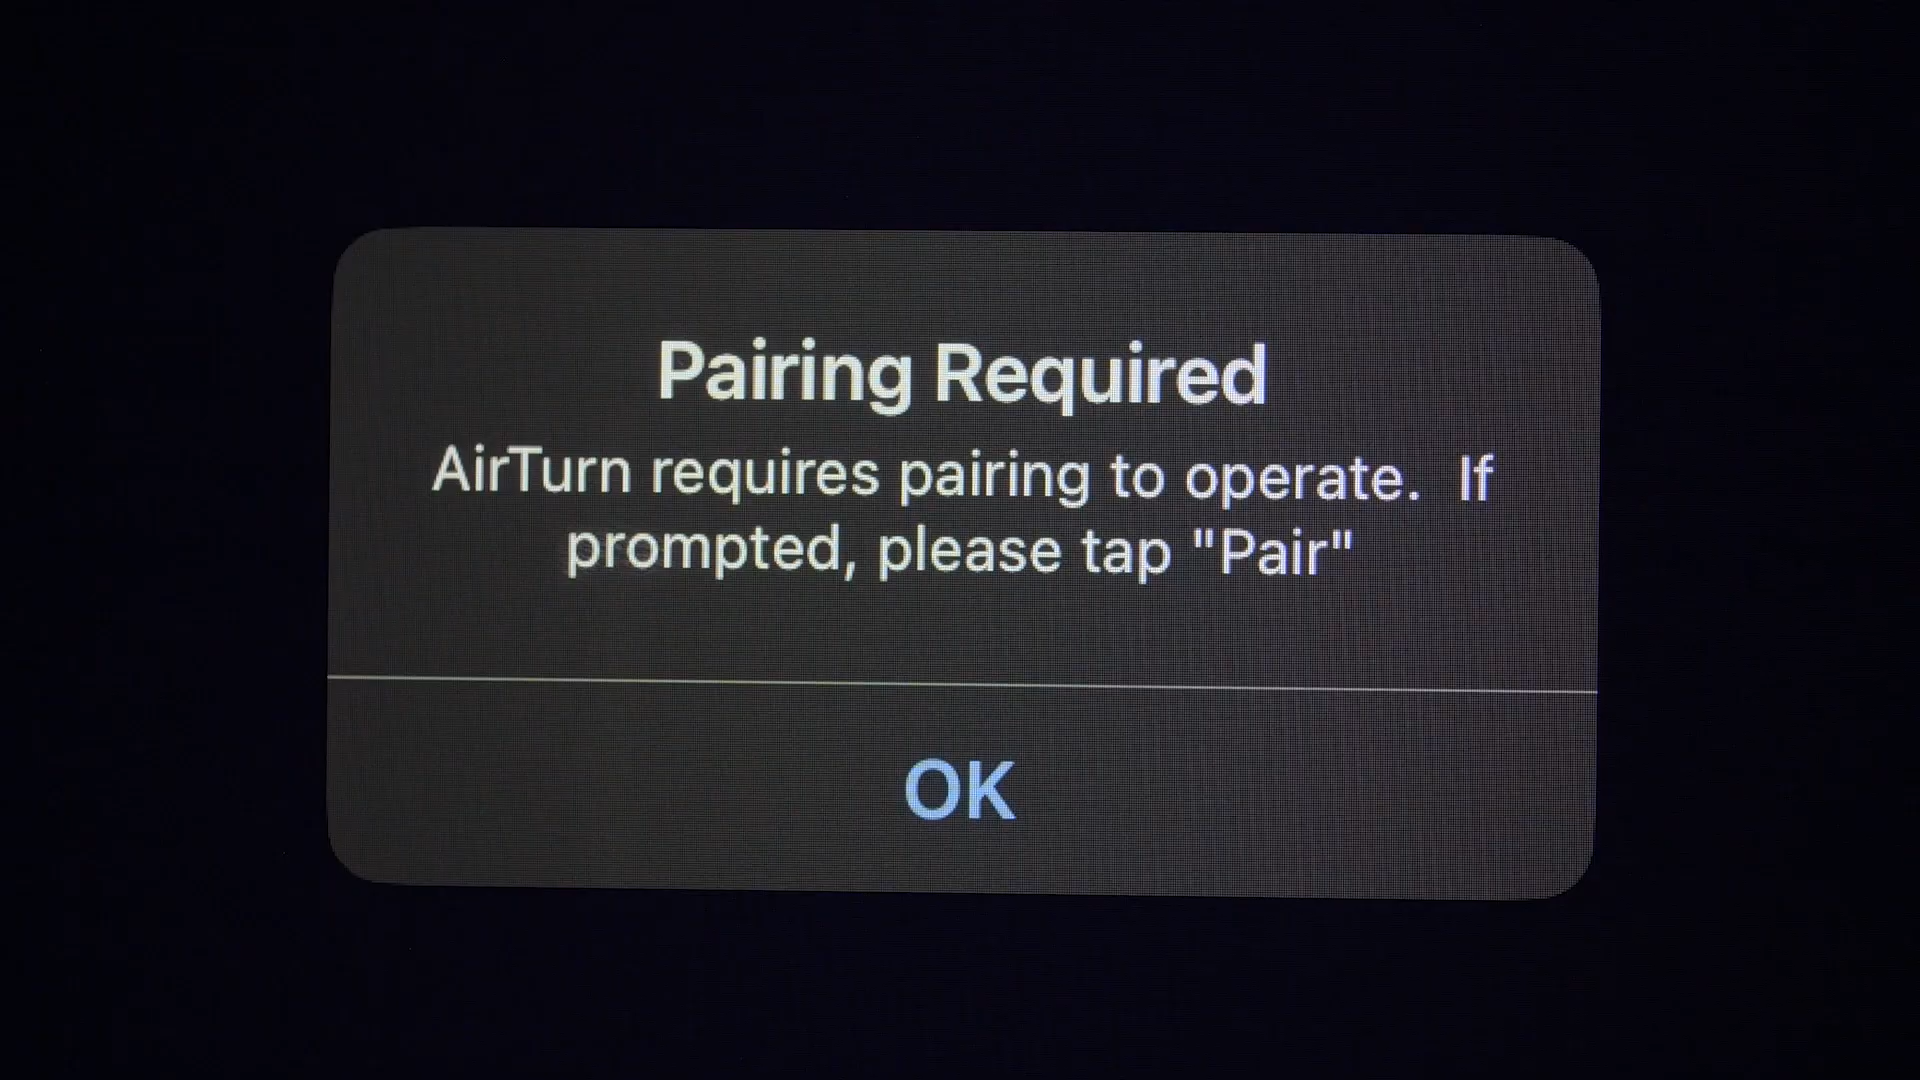 Pairing Required
AirTurn requires pairing to operate.  If
prompted, please tap "Pair"
OK